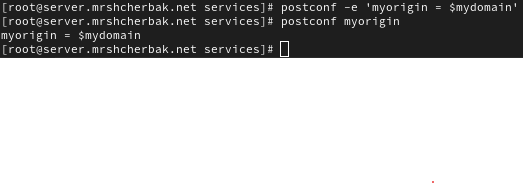 [root@server.mrshcherbak.net services]# postconf -e 'myorigin = $mydomain'
[root@server.mrshcherbak.net services]# postconf myorigin
myorigin = $mydomain
[root@server.mrshcherbak.net services]#